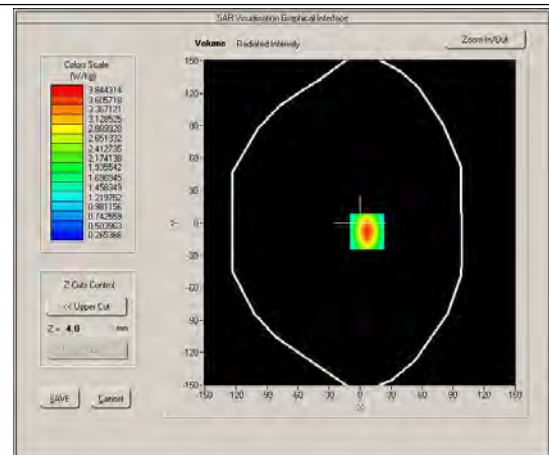 SAR Visualisation Graphical Interface
Volume Radiated Intensity
Zoom In/Out
Colors Scale
(W/kg)
3.844314
3.605718
3.367121
3.128525
2.889928
2.651332
2.412735
2.174138
1.935542
1.696945
1.458349
1.219752
0.981156
0.742559
0.503963
0.265366
Z Cuts Control
<< Upper Cut
Z = 4.0 mm
SAVE Cancel
150
120
90
60
30
0
-30
-60
-90
-120
-150
Y
-150 -120 -90 -60 -30 0 30 60 90 120 150
X